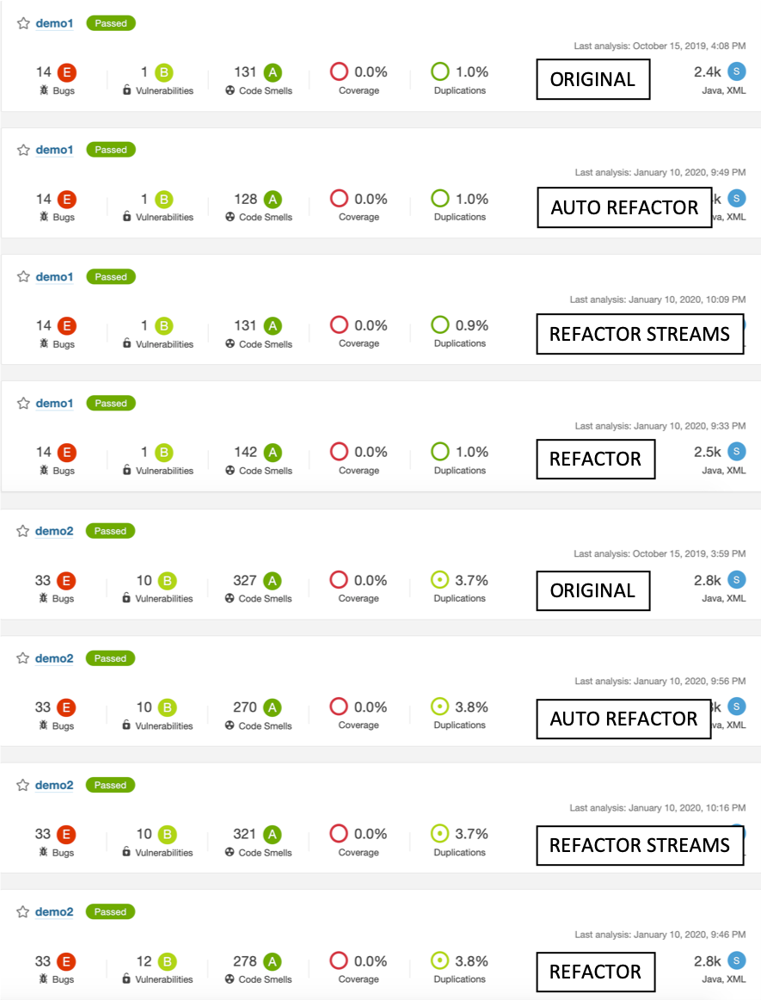 demo1 Passed
Last analysis: October 15, 2019, 4:08 PM
14 E 1 B 131 A 0.0% 1.0% ORIGINAL 2.4k S
Bugs Vulnerabilities Code Smells Coverage Duplications Java, XML
demo1 Passed
Last analysis: January 10, 2020, 9:49 PM
14 E 1 B 128 A 0.0% 1.0% AUTO REFACTOR k S
Bugs Vulnerabilities Code Smells Coverage Duplications va, XML
demo1 Passed
Last analysis: January 10, 2020, 10:09 PM
14 E 1 B 131 A 0.0% 0.9% REFACTOR STREAMS
Bugs Vulnerabilities Code Smells Coverage Duplications
demo1 Passed
Last analysis: January 10, 2020, 9:33 PM
14 E 1 B 142 A 0.0% 1.0% REFACTOR 2.5k S
Bugs Vulnerabilities Code Smells Coverage Duplications Java, XML
demo2 Passed
Last analysis: October 15, 2019, 3:59 PM
33 E 10 B 327 A 0.0% 3.7% ORIGINAL 2.8k S
Bugs Vulnerabilities Code Smells Coverage Duplications Java, XML
demo2 Passed
Last analysis: January 10, 2020, 9:56 PM
33 E 10 B 270 A 0.0% 3.8% AUTO REFACTOR k S
Bugs Vulnerabilities Code Smells Coverage Duplications va, XML
demo2 Passed
Last analysis: January 10, 2020, 10:16 PM
33 E 10 B 321 A 0.0% 3.7% REFACTOR STREAMS
Bugs Vulnerabilities Code Smells Coverage Duplications
demo2 Passed
Last analysis: January 10, 2020, 9:46 PM
33 E 12 B 278 A 0.0% 3.8% REFACTOR 2.8k S
Bugs Vulnerabilities Code Smells Coverage Duplications Java, XML